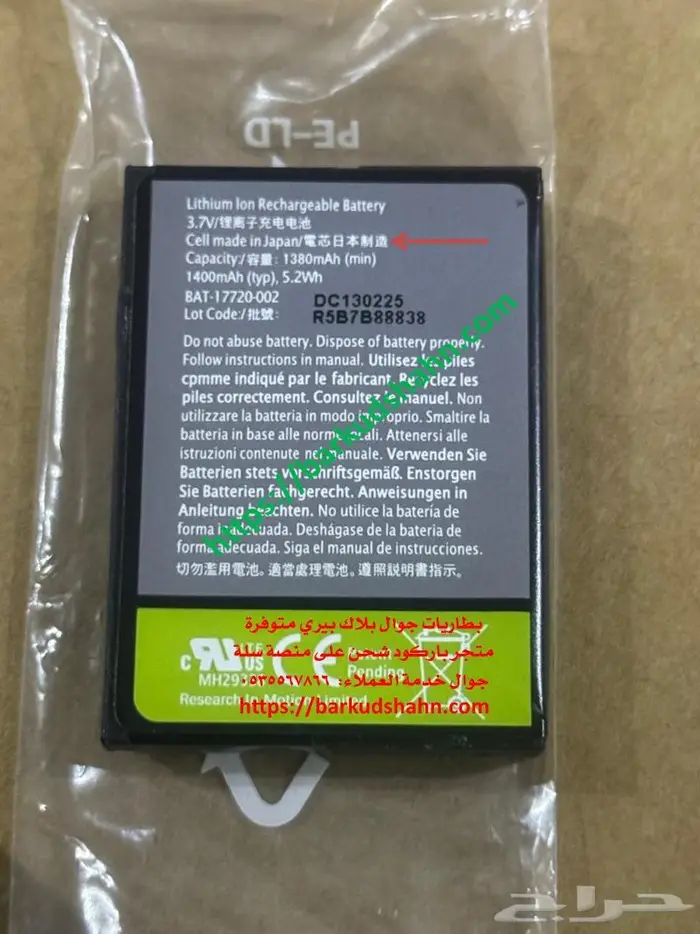 PE-LD
Lithium Ion Rechargeable Battery
3.7V/锂离子充电电池
Cell made in Japan/電芯日本制造
Capacity/容量: 1380mAh (min)
1400mAh (typ), 5.2Wh
BAT-17720-002 DC130225
Lot Code:/批號: R5B7B88838
Do not abuse battery. Dispose of battery properly.
Follow instructions in manual. Utilisez les piles
cpmme indiqué par le fabricant. Recyclez les
piles correctement. Consultez le manuel. Non
utilizzare la batteria in modo improprio. Smaltire la
batteria in base alle norme locali. Attenersi alle
istruzioni contenute nel manuale. Verwenden Sie
Batterien stets vorschriftsgemäß. Enstorgen
Sie Batterien fachgerecht. Anweisungen in
Anleitung beachten. No utilice la batería de
forma inadecuada. Deshágase de la batería de
forma adecuada. Siga el manual de instrucciones.
切勿濫用電池。適當處理電池。遵照説明書指示。
https://barkudshahn.com
بطاريات جوال بلاك بيري متوفرة
متجر باركود شحن على منصة سلة
جوال خدمة العملاء: ٠٥٣٥٥٦٧٨٦٦
https://barkudshahn.com
C US
CE
Pending
MH293
Research In Motion Limited
حراج